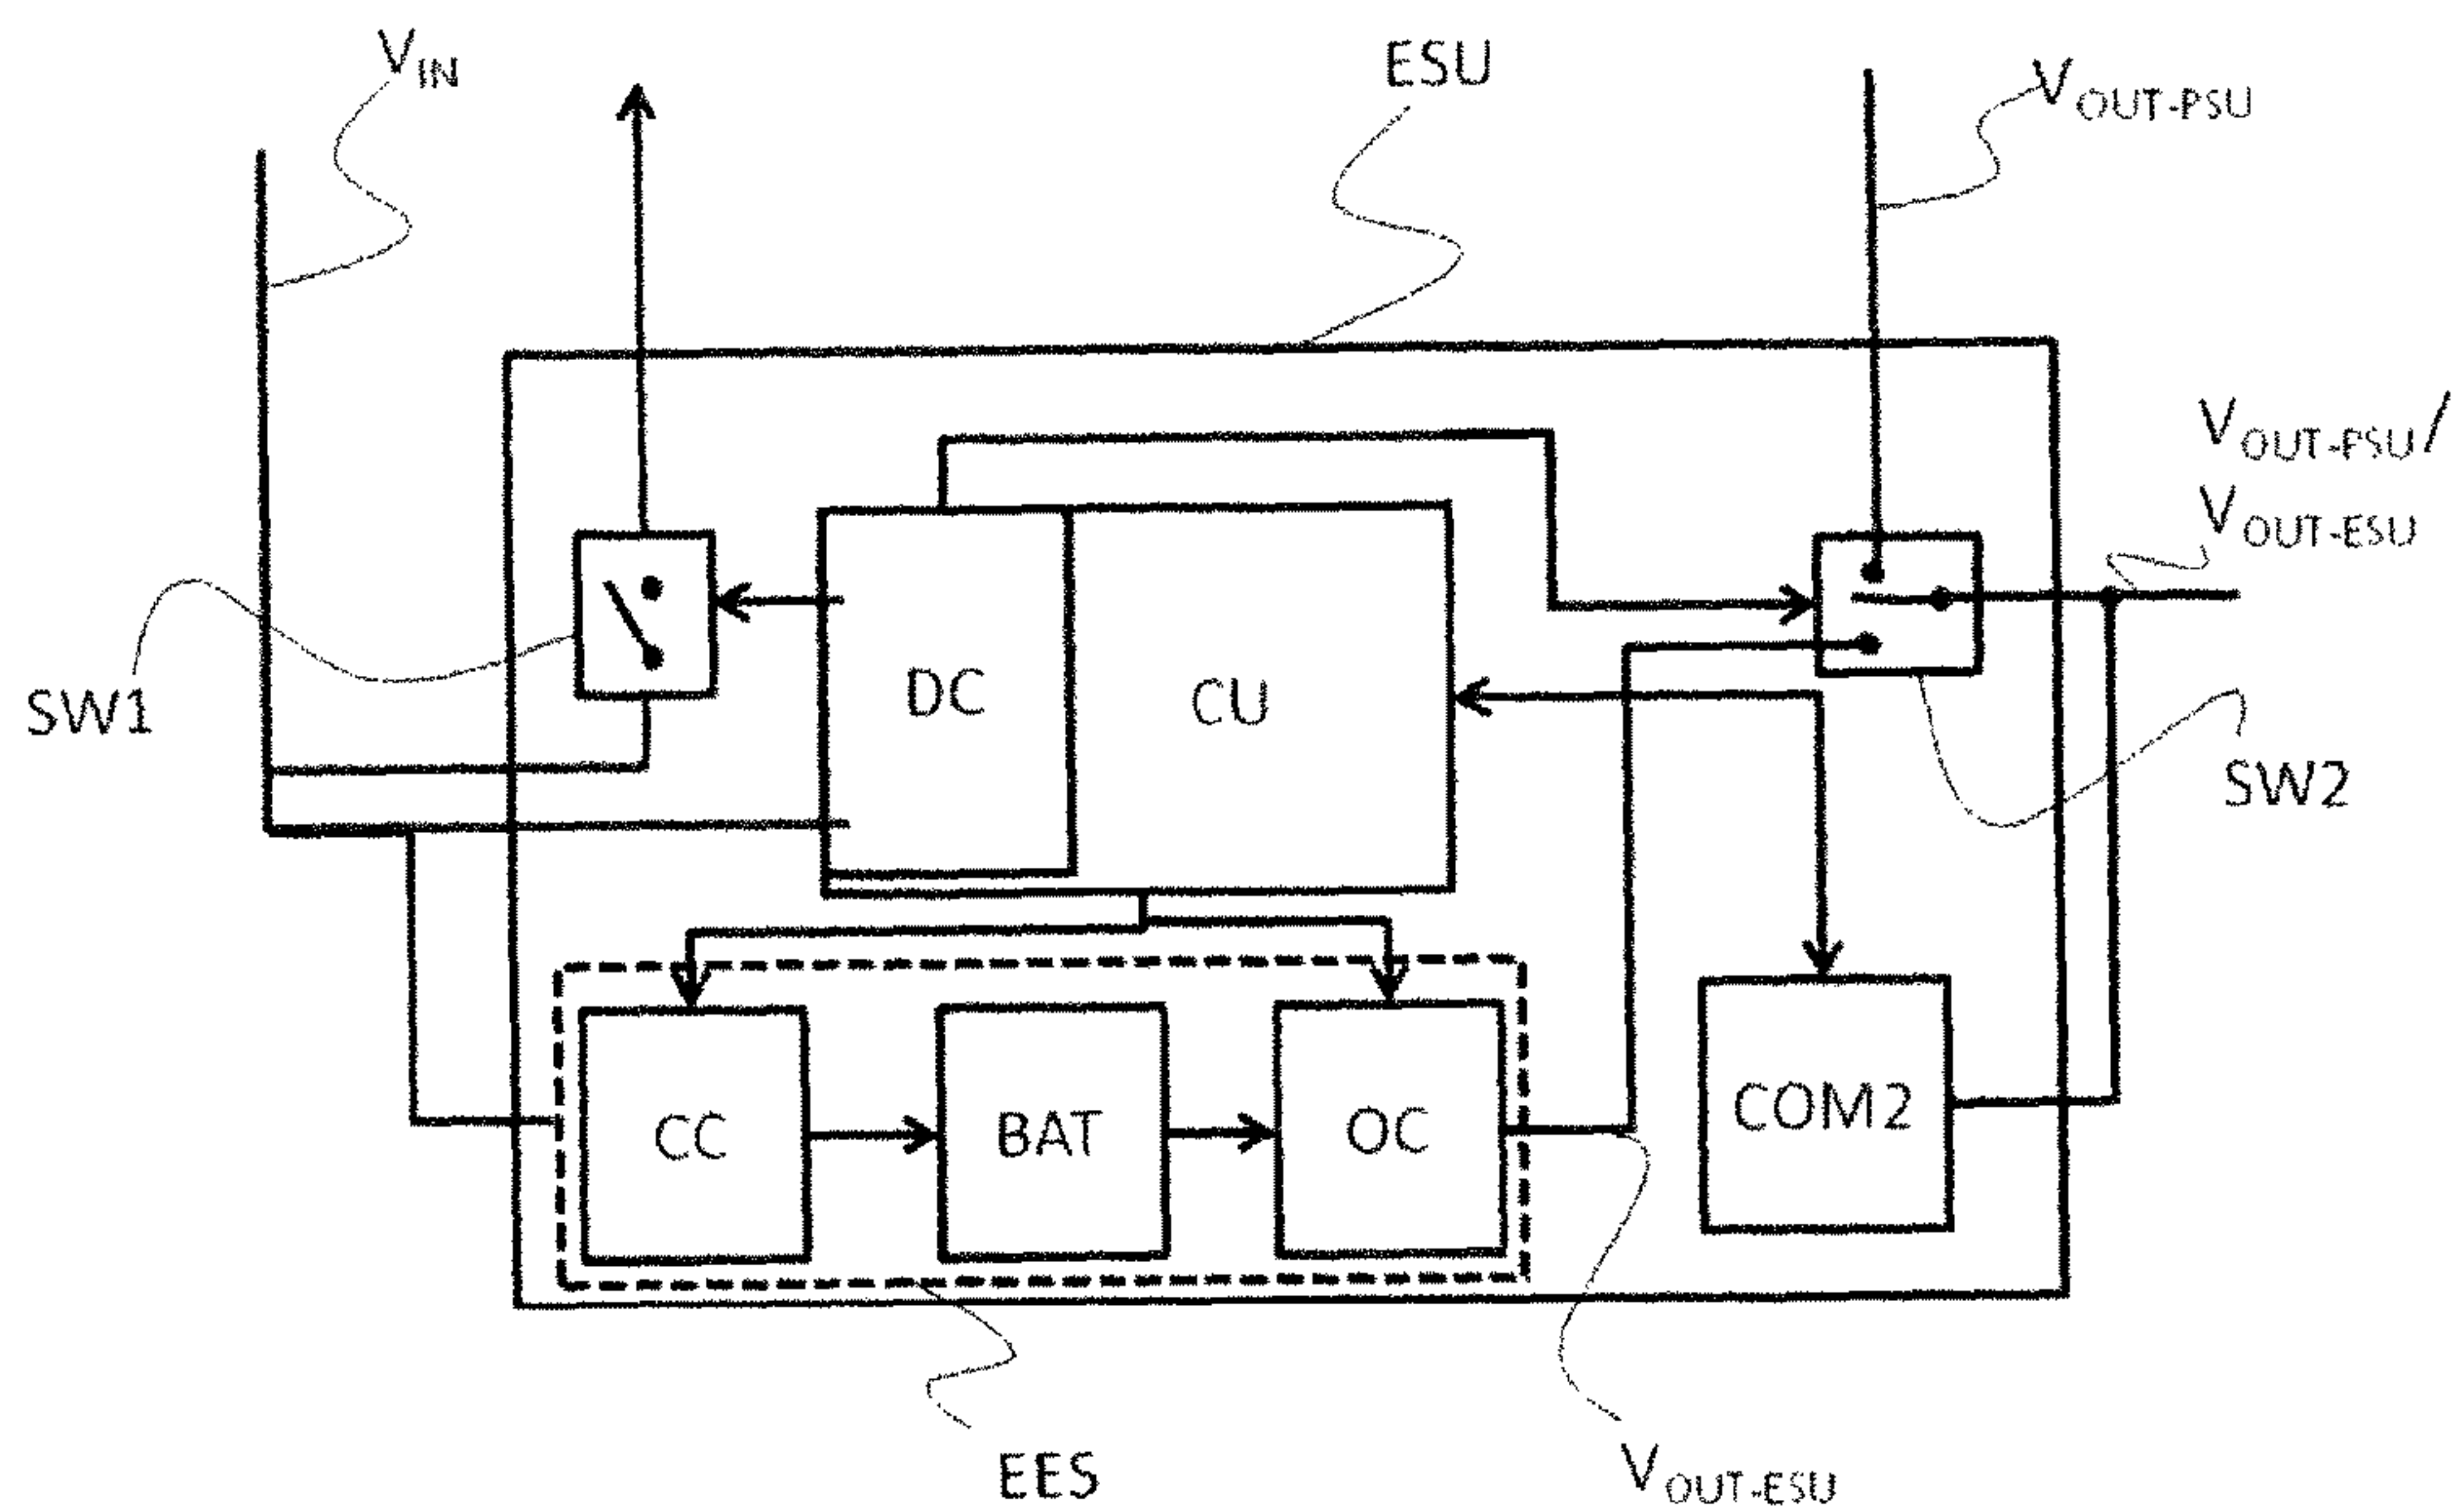 V_IN
ESU
V_OUT-PSU
V_OUT-PSU/
V_OUT-ESU
SW1
DC
CU
SW2
CC
BAT
OC
COM2
EES
V_OUT-ESU